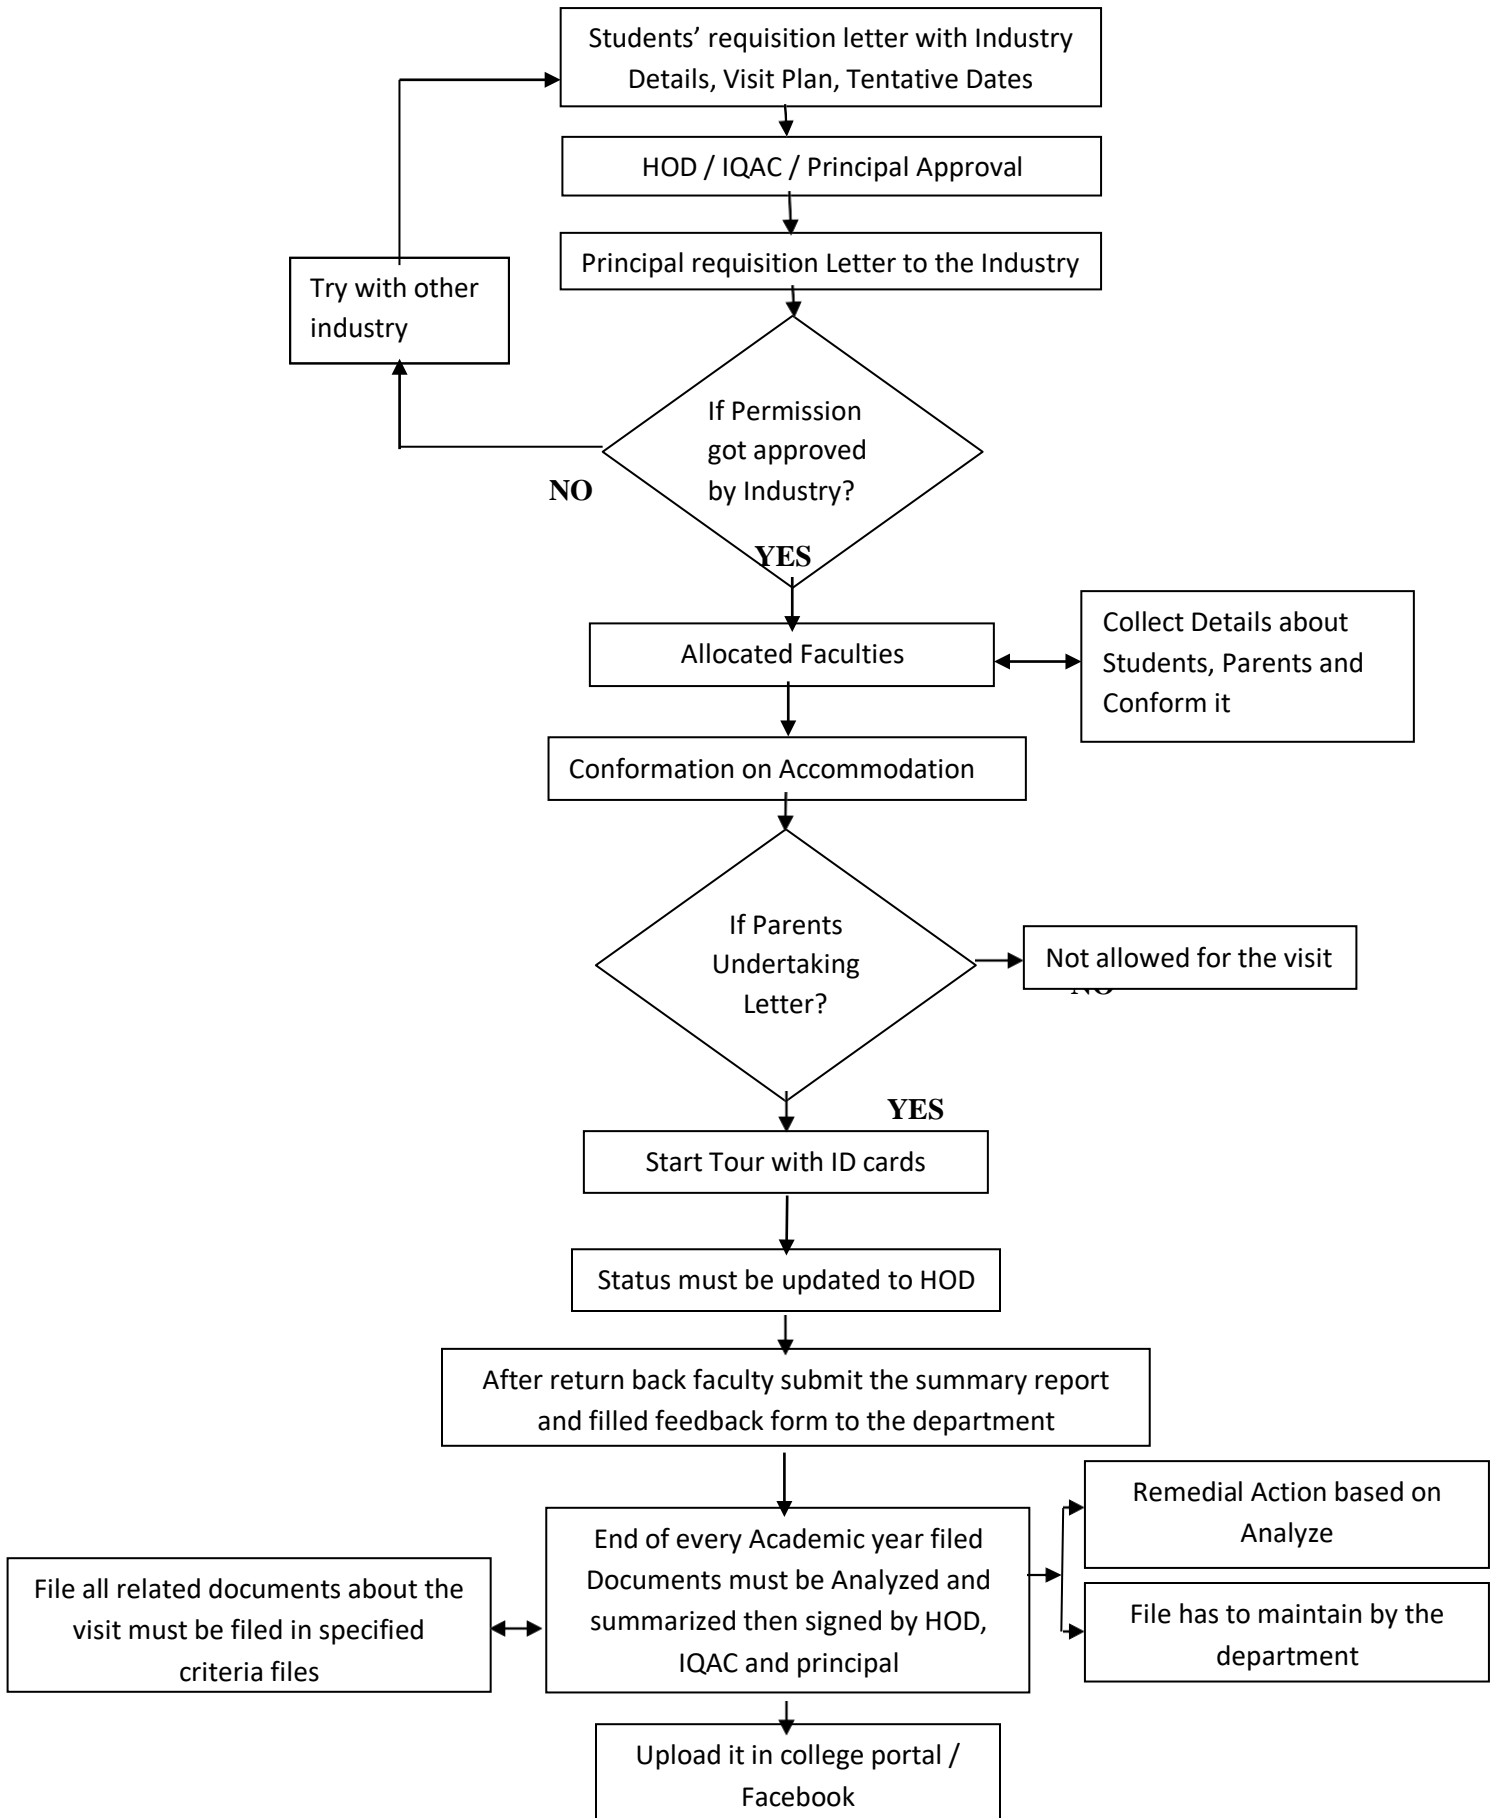 Students’ requisition letter with Industry
Details, Visit Plan, Tentative Dates
HOD / IQAC / Principal Approval
Principal requisition Letter to the Industry
Try with other
industry
If Permission
got approved
by Industry?
NO
YES
Allocated Faculties
Collect Details about
Students, Parents and
Conform it
Conformation on Accommodation
If Parents
Undertaking
Letter?
Not allowed for the visit
NO
YES
Start Tour with ID cards
Status must be updated to HOD
After return back faculty submit the summary report
and filled feedback form to the department
End of every Academic year filed
Documents must be Analyzed and
summarized then signed by HOD,
IQAC and principal
Remedial Action based on
Analyze
File has to maintain by the
department
File all related documents about the
visit must be filed in specified
criteria files
Upload it in college portal /
Facebook